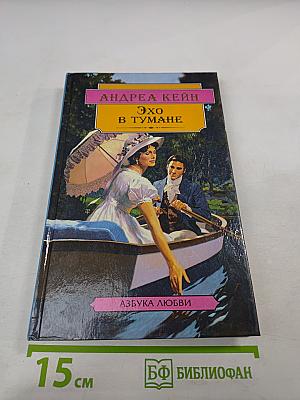 АНДРЕА КЕЙН
ЭХО
В ТУМАНЕ
АЗБУКА ЛЮБВИ
15 см
БФ БИБЛИОФАН